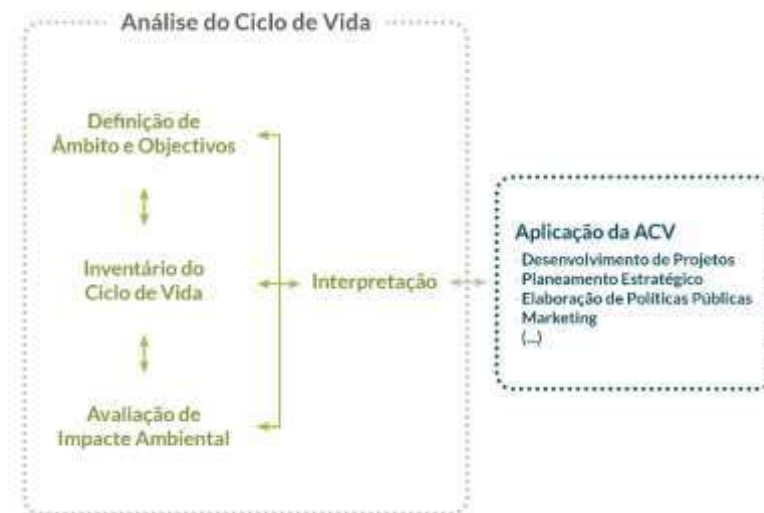 Análise do Ciclo de Vida
Definição de
Âmbito e Objectivos
Inventário do
Ciclo de Vida
Avaliação de
Impacte Ambiental
Interpretação
Aplicação da ACV
Desenvolvimento de Projetos
Planeamento Estratégico
Elaboração de Políticas Públicas
Marketing
(...)